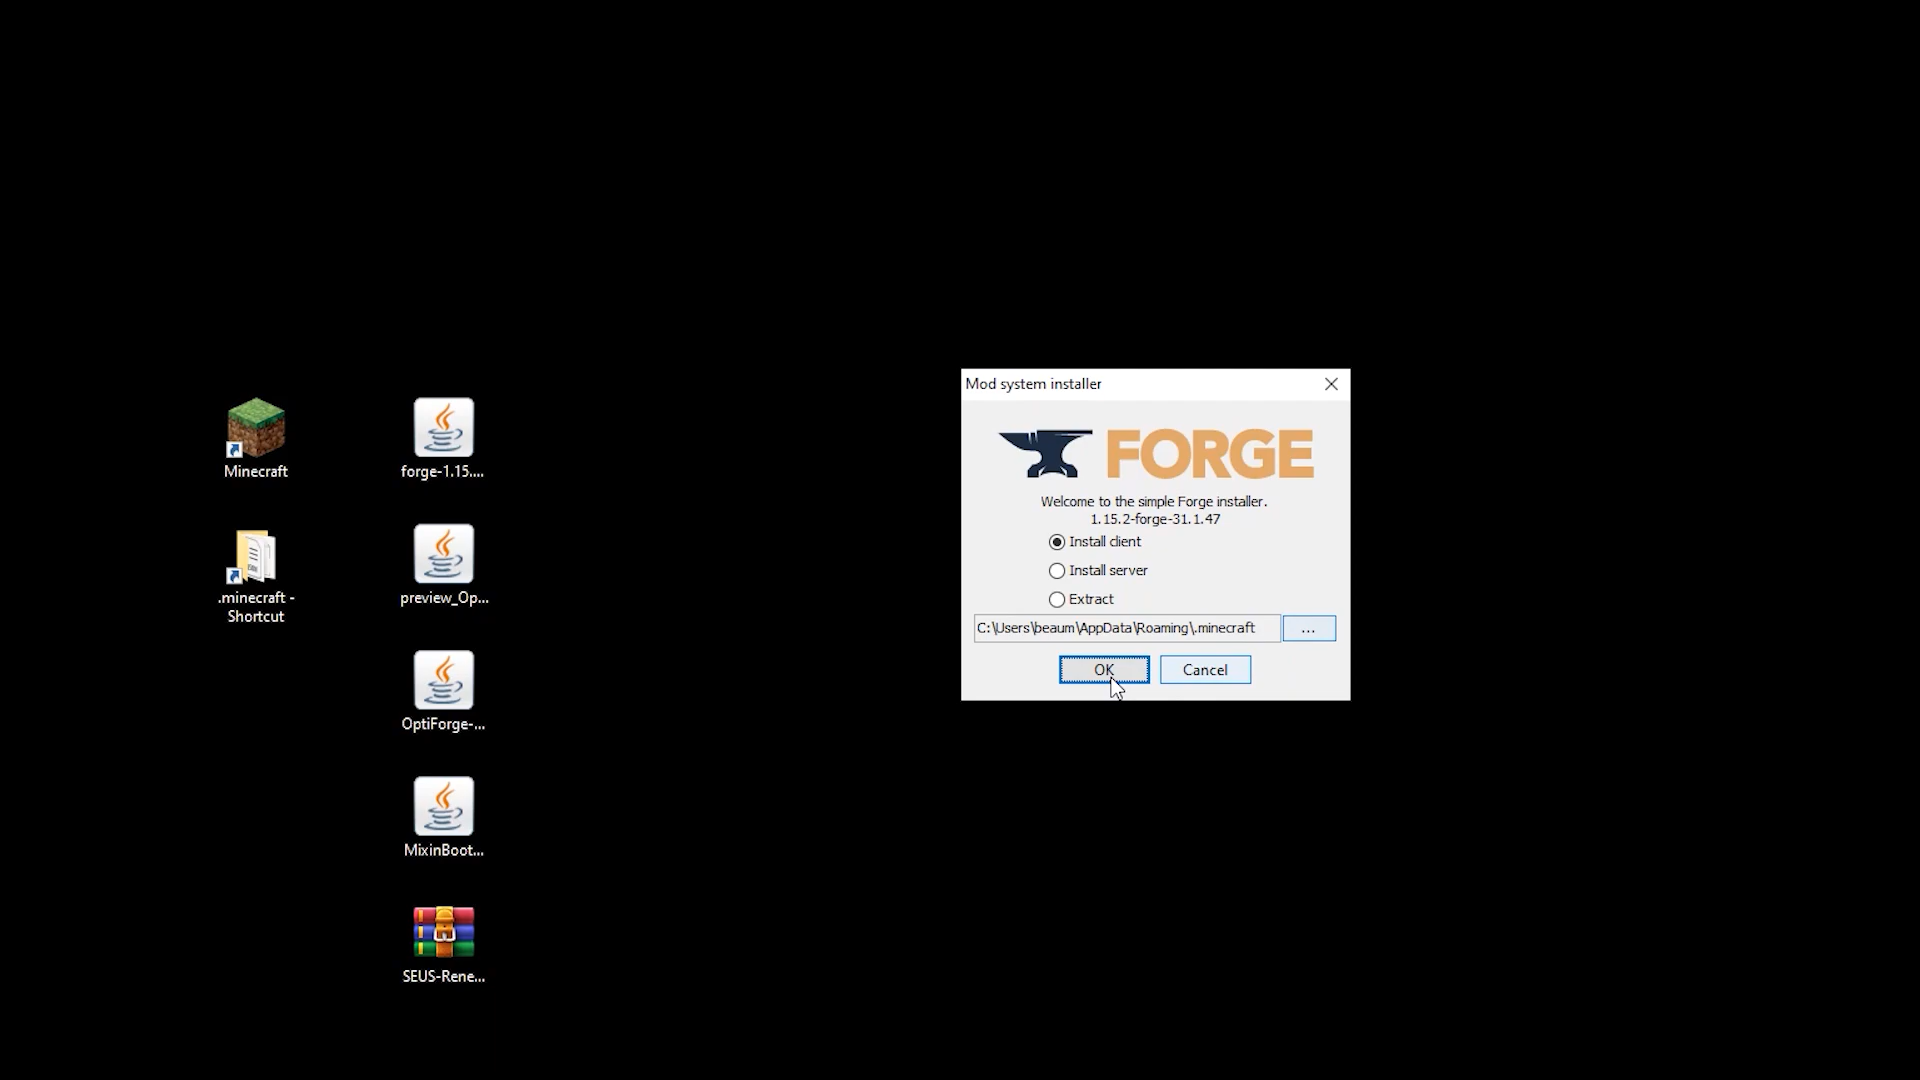 Minecraft
forge-1.15....
.minecraft -
Shortcut
preview_Op...
OptiForge-...
MixinBoot...
SEUS-Rene...
Mod system installer
FORGE
Welcome to the simple Forge installer.
1.15.2-forge-31.1.47
Install client
Install server
Extract
C:\Users\beaum\AppData\Roaming\.minecraft
...
OK
Cancel